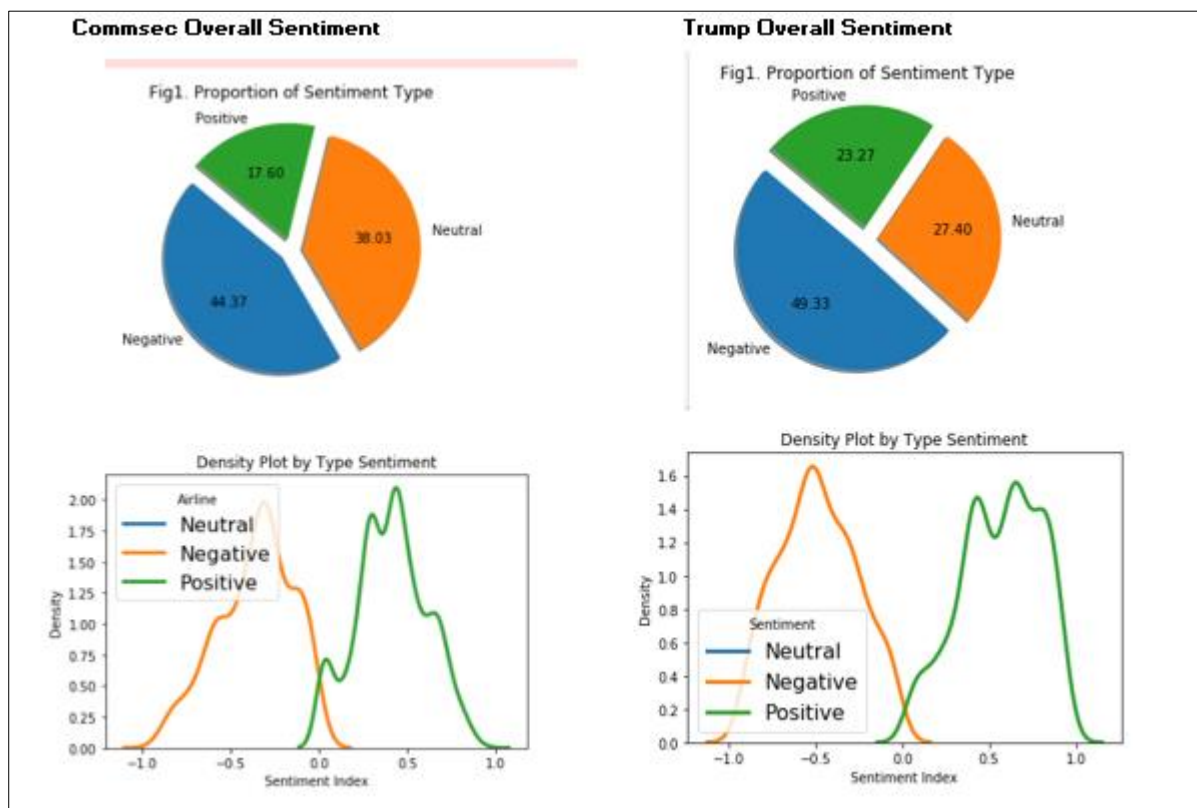 Commsec Overall Sentiment
Fig1. Proportion of Sentiment Type
Positive
17.60
38.03
Neutral
44.37
Negative
Trump Overall Sentiment
Fig1. Proportion of Sentiment Type
Positive
23.27
27.40
Neutral
49.33
Negative
Density Plot by Type Sentiment
Airline
Neutral
Negative
Positive
2.00
1.75
1.50
1.25
1.00
0.75
0.50
0.25
0.00
Density
−1.0 −0.5 0.0 0.5 1.0
Sentiment Index
Density Plot by Type Sentiment
1.6
1.4
1.2
1.0
0.8
0.6
0.4
0.2
0.0
Density
Sentiment
Neutral
Negative
Positive
−1.0 −0.5 0.0 0.5 1.0
Sentiment Index